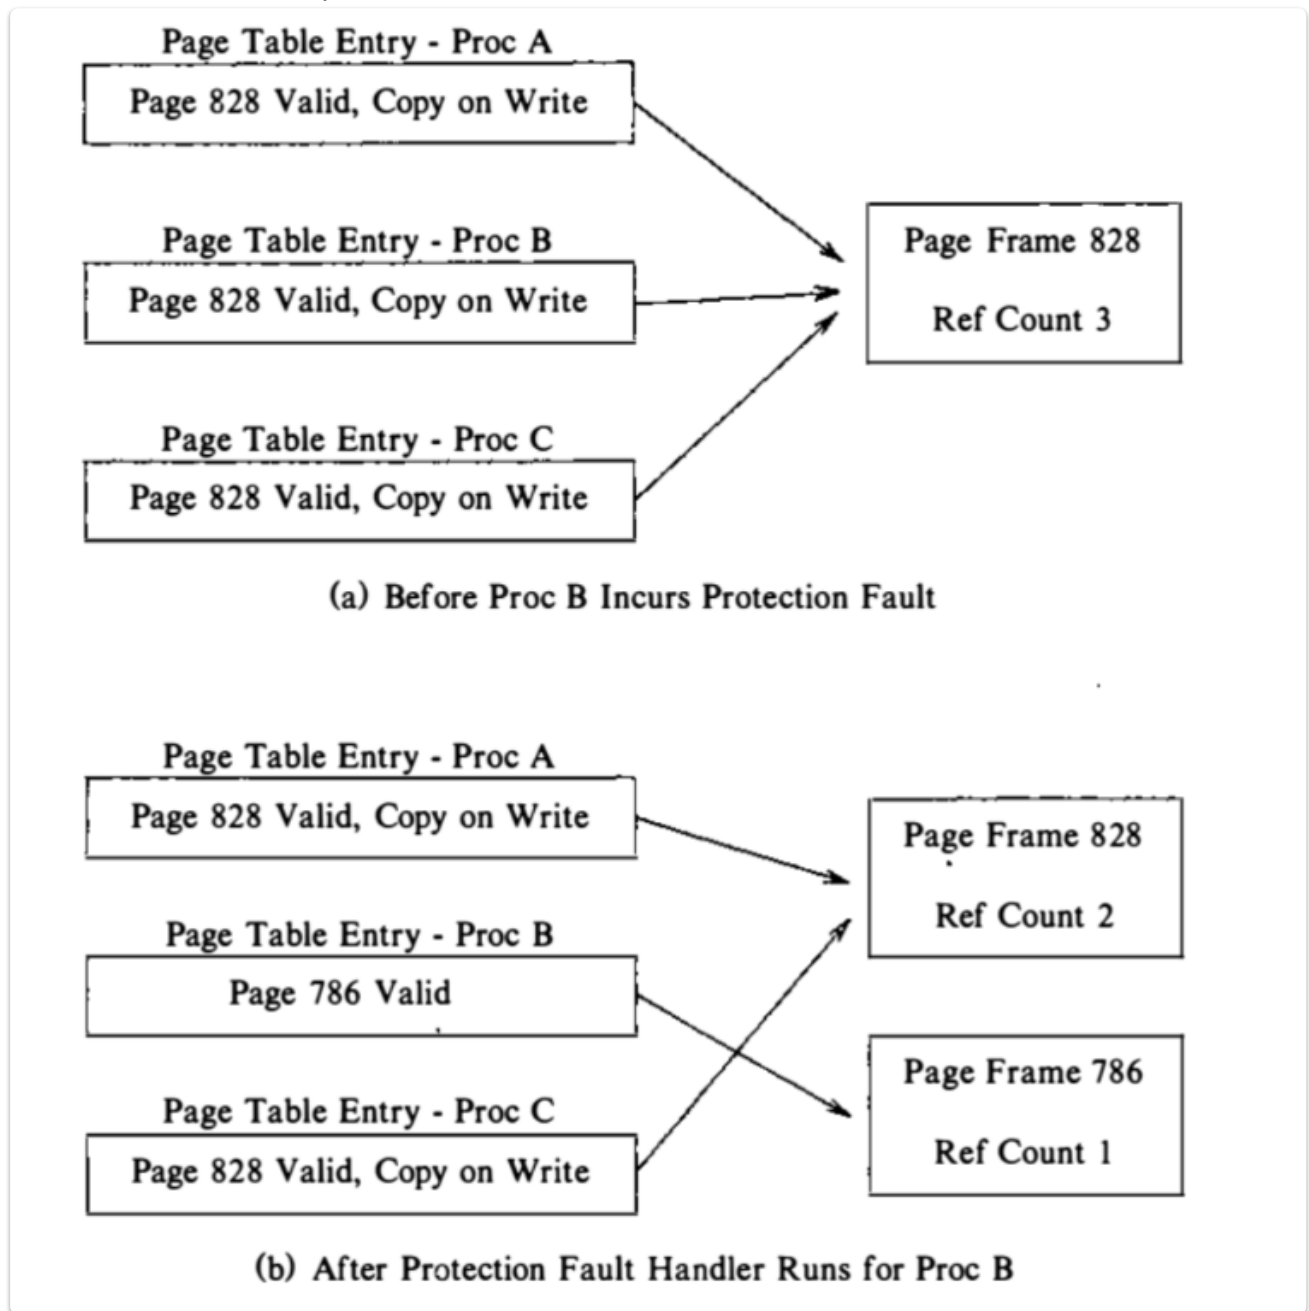 Page Table Entry - Proc A
Page 828 Valid, Copy on Write
Page Table Entry - Proc B
Page 828 Valid, Copy on Write
Page Frame 828
Ref Count 3
Page Table Entry - Proc C
Page 828 Valid, Copy on Write
(a) Before Proc B Incurs Protection Fault
Page Table Entry - Proc A
Page 828 Valid, Copy on Write
Page Frame 828
Ref Count 2
Page Table Entry - Proc B
Page 786 Valid
Page Frame 786
Ref Count 1
Page Table Entry - Proc C
Page 828 Valid, Copy on Write
(b) After Protection Fault Handler Runs for Proc B